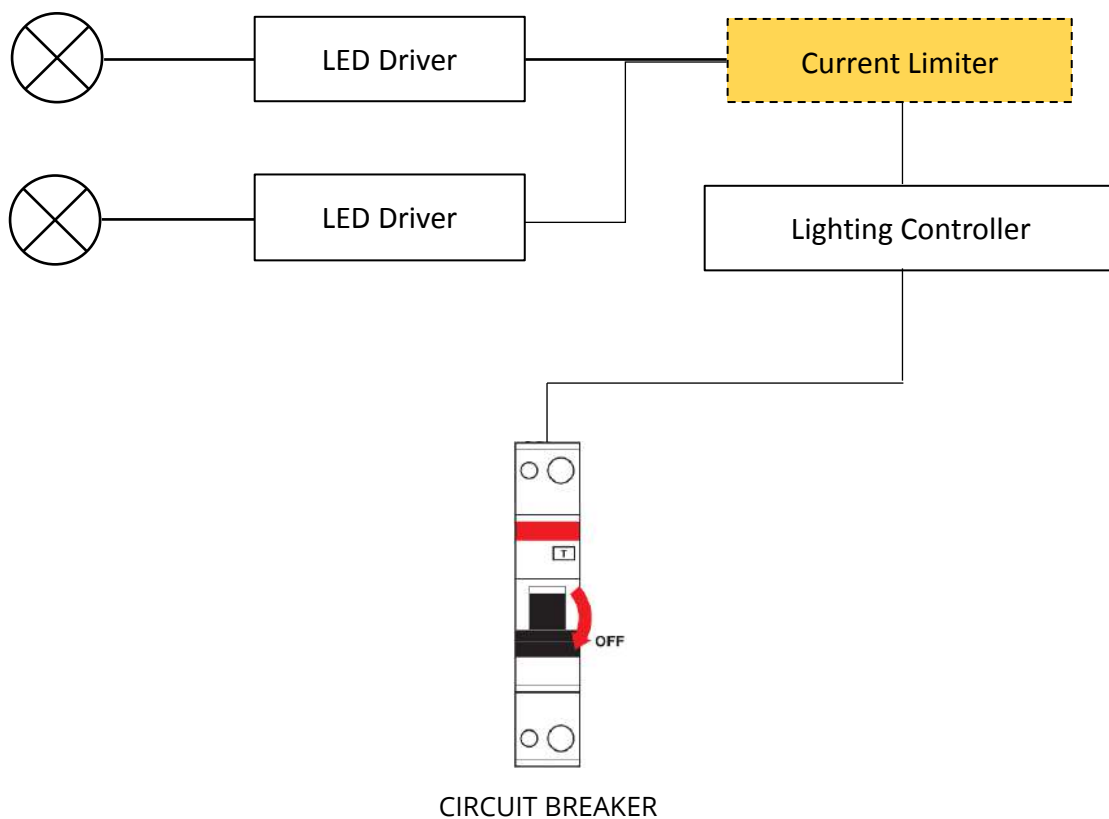 LED Driver
Current Limiter
LED Driver
Lighting Controller
T
OFF
CIRCUIT BREAKER